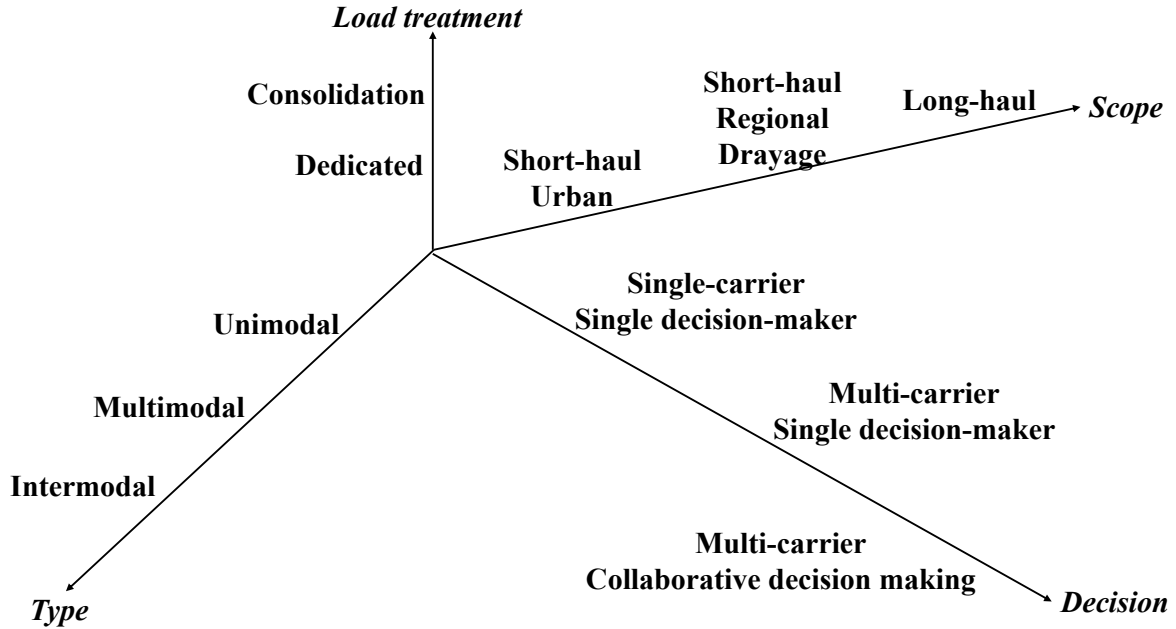 Load treatment
Consolidation
Dedicated
Short-haul
Urban
Short-haul
Regional
Drayage
Long-haul
Scope
Unimodal
Multimodal
Intermodal
Type
Single-carrier
Single decision-maker
Multi-carrier
Single decision-maker
Multi-carrier
Collaborative decision making
Decision